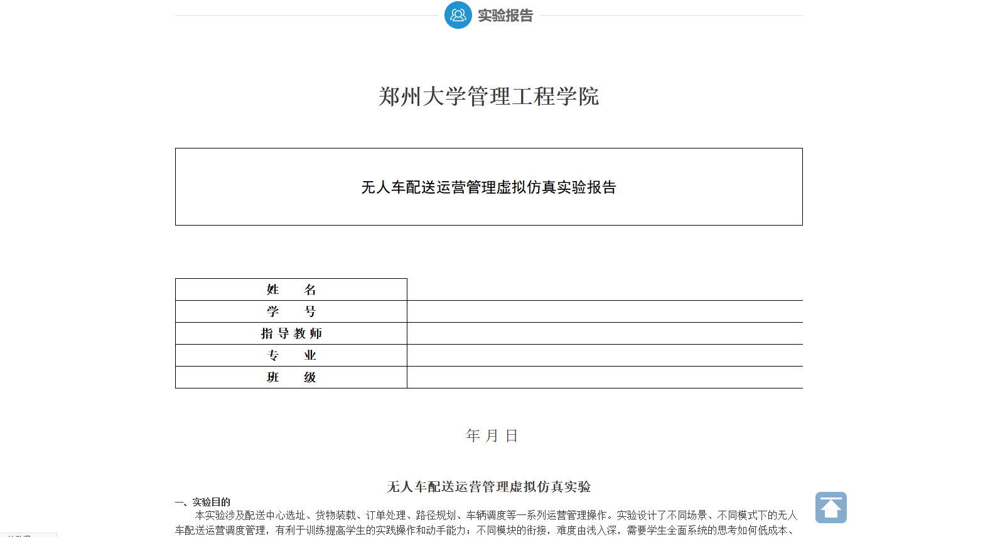 实验报告
郑州大学管理工程学院
无人车配送运营管理虚拟仿真实验报告
姓 名
学 号
指 导 教 师
专 业
班 级
年 月 日
无人车配送运营管理虚拟仿真实验
一、实验目的
本实验涉及配送中心选址、货物装载、订单处理、路径规划、车辆调度等一系列运营管理操作。实验设计了不同场景、不同模式下的无人
车配送运营调度管理，有利于训练提高学生的实践操作和动手能力；不同模块的衔接，难度由浅入深，需要学生全面系统的思考如何低成本、